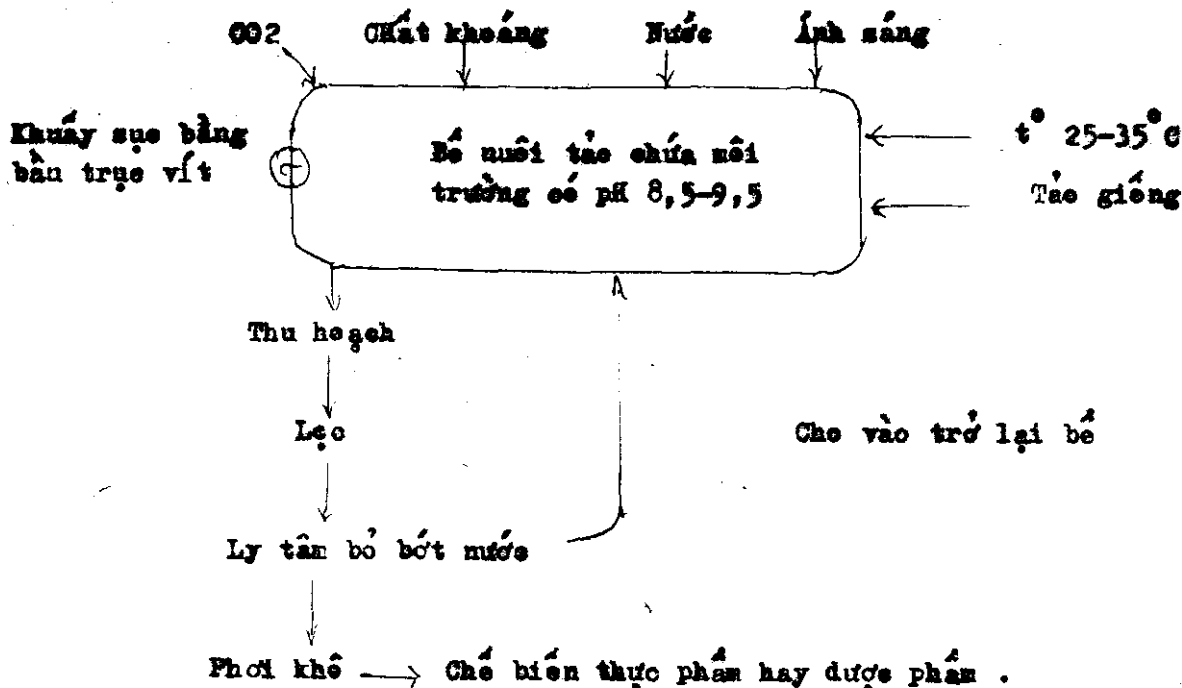 CO2 Chất khoáng Nước Ánh sáng
Khuấy sục bằng
bàn trục vít
Bể nuôi tảo chứa môi
trường có pH 8,5-9,5
t° 25-35°C
Tảo giống
Thu hoạch
Lọc
Cho vào trở lại bể
Ly tâm bỏ bớt nước
Phơi khô → Chế biến thực phẩm hay dược phẩm .